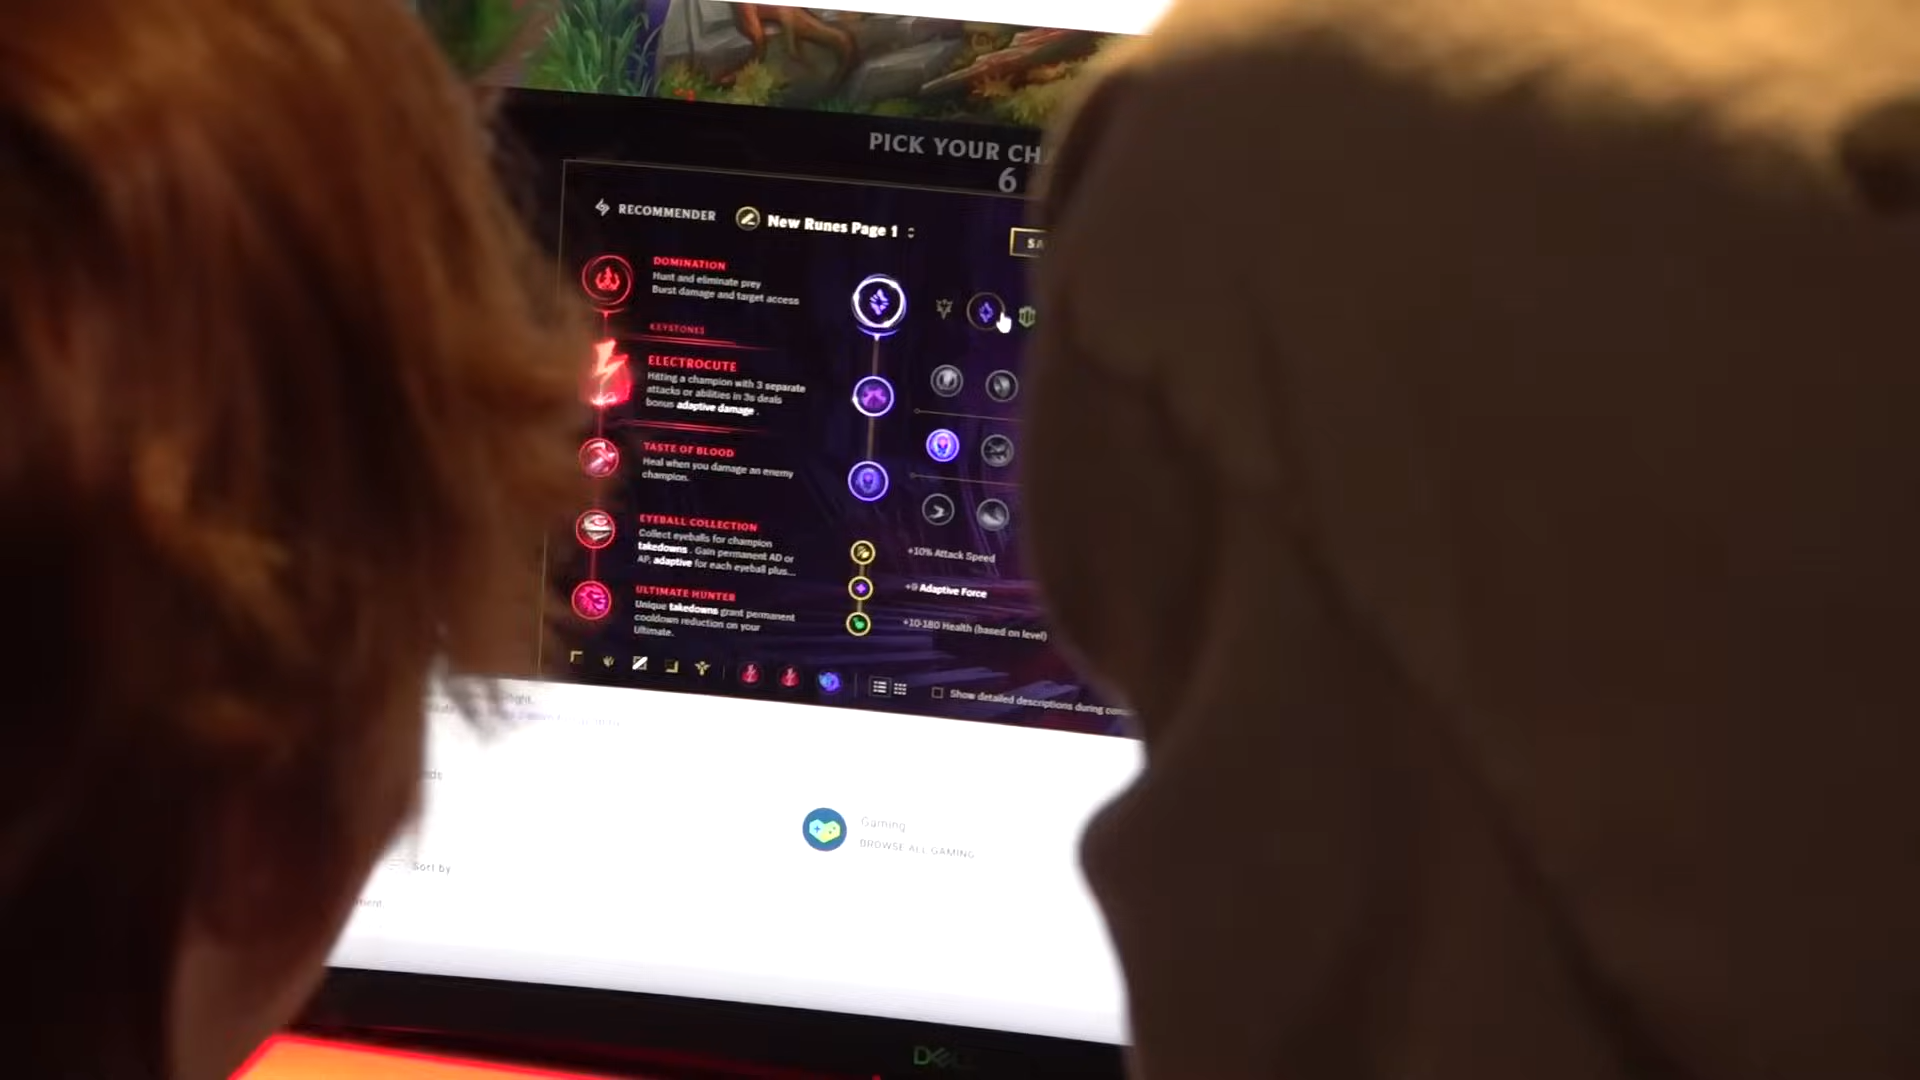 PICK YOUR CH
6
RECOMMENDER
New Runes Page 1
SA
DOMINATION
Hunt and eliminate prey
Burst damage and target access
KEYSTONES
ELECTROCUTE
Hitting a champion with 3 separate
attacks or abilities in 3s deals
bonus adaptive damage .
TASTE OF BLOOD
Heal when you damage an enemy
champion.
EYEBALL COLLECTION
Collect eyeballs for champion
takedowns . Gain permanent AD or
AP, adaptive for each eyeball plus...
ULTIMATE HUNTER
Unique takedowns grant permanent
cooldown reduction on your
Ultimate.
+10% Attack Speed
+9 Adaptive Force
+10-180 Health (based on level)
Show detailed descriptions during
Gaming
BROWSE ALL GAMING
Sort by
DELL